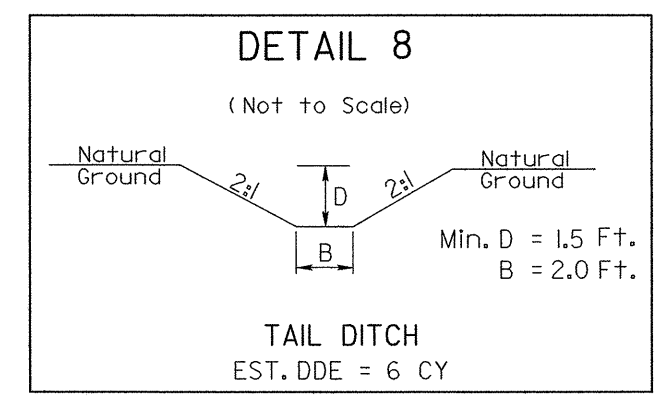 DETAIL 8
(Not to Scale)
Natural
Ground
2:1
D
2:1
Natural
Ground
B
Min. D = 1.5 Ft.
B = 2.0 Ft.
TAIL DITCH
EST. DDE = 6 CY